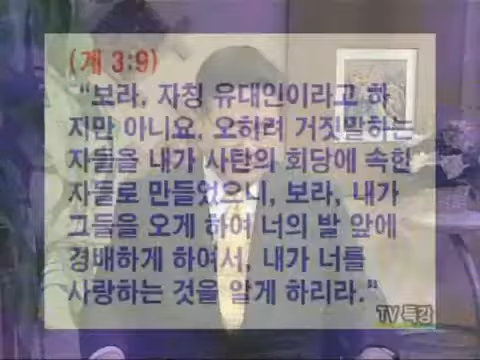 (계 3:9)
"보라, 자칭 유대인이라고 하
지만 아니요, 오히려 거짓말하는
자들을 내가 사탄의 회당에 속한
자들로 만들었으니, 보라, 내가
그들을 오게 하여 너의 발 앞에
경배하게 하여서, 내가 너를
사랑하는 것을 알게 하리라."
TV 특강